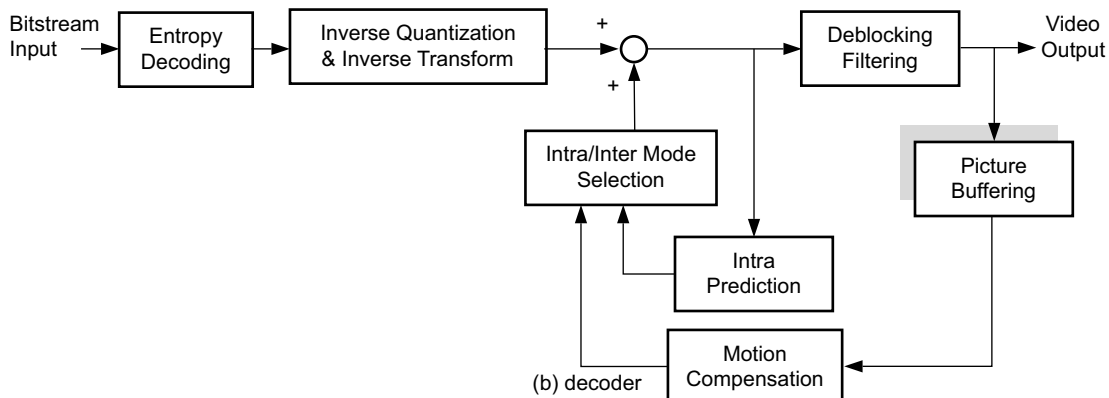 Bitstream
Input
Entropy
Decoding
Inverse Quantization
& Inverse Transform
+
+
Deblocking
Filtering
Video
Output
Intra/Inter Mode
Selection
Picture
Buffering
Intra
Prediction
Motion
Compensation
(b) decoder